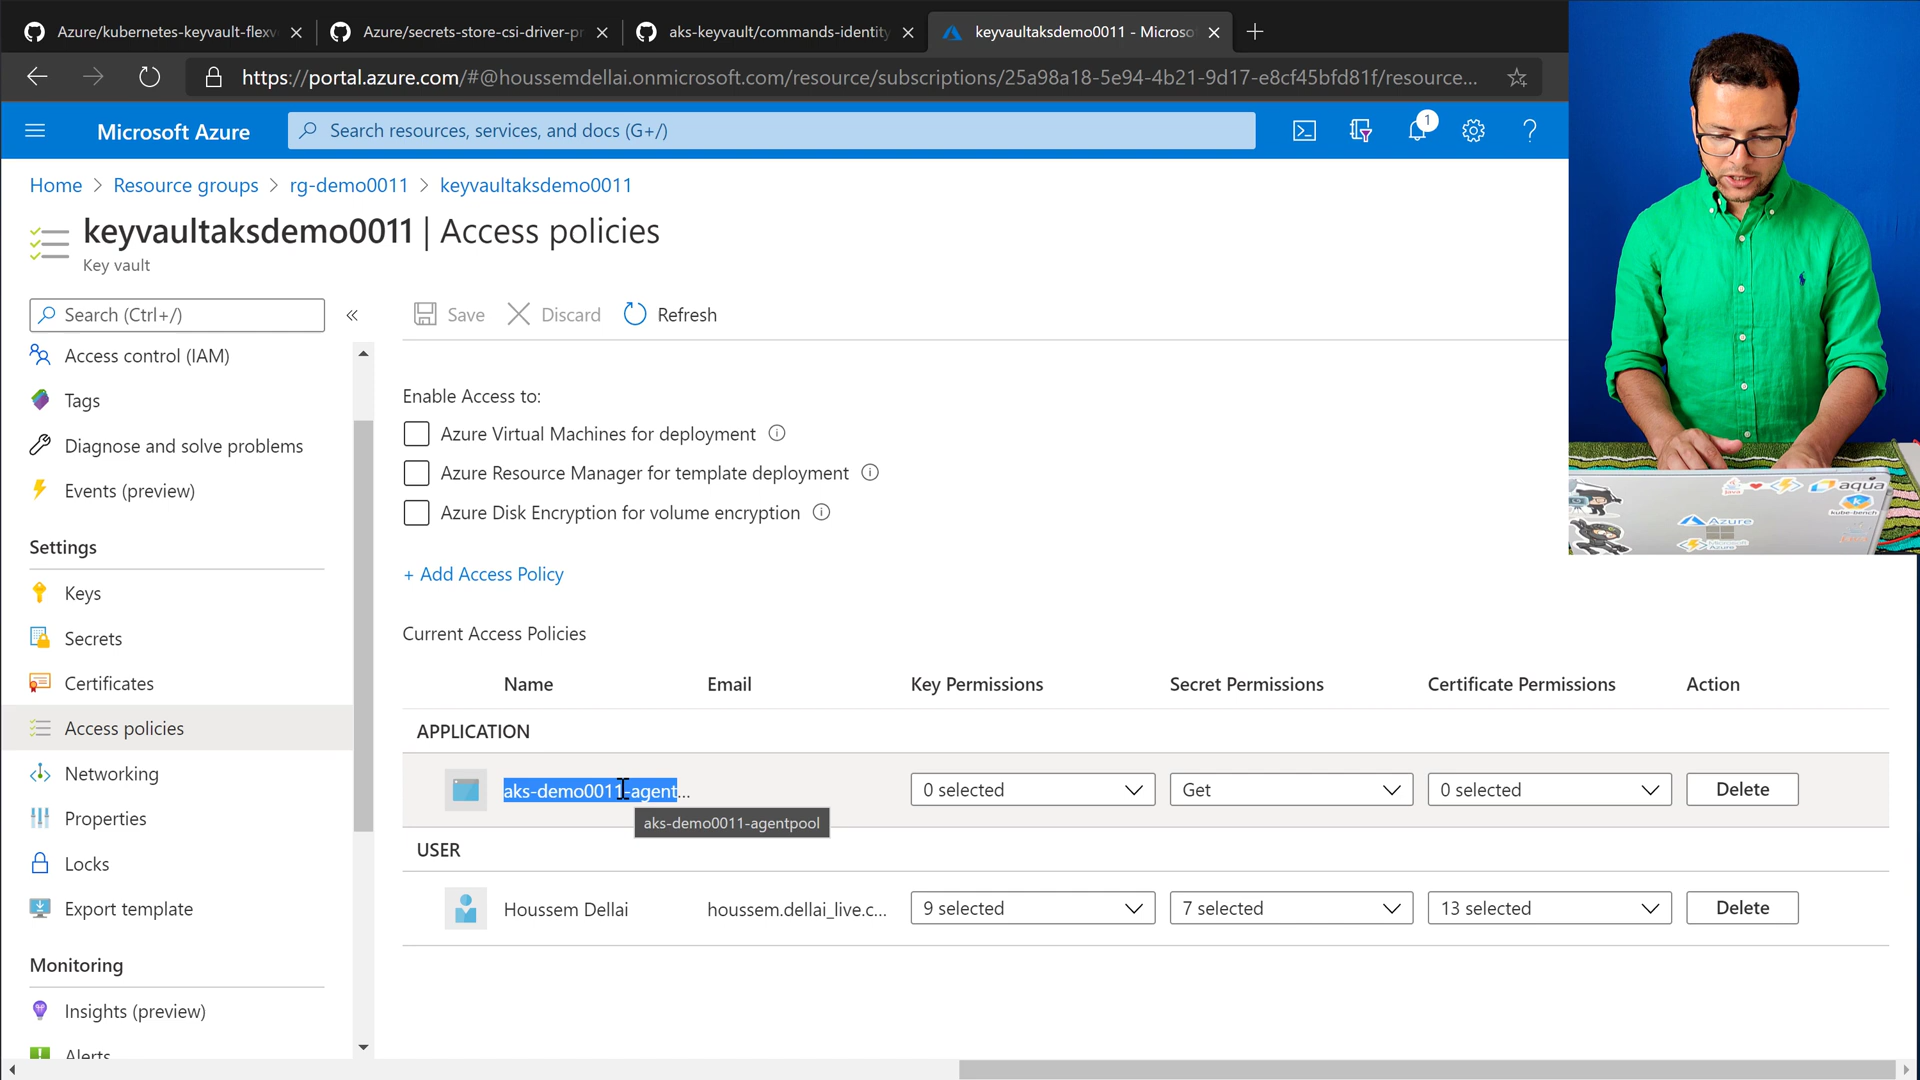 Azure/kubernetes-keyvault-flexv
Azure/secrets-store-csi-driver-pr
aks-keyvault/commands-identity
keyvaultaksdemo0011 - Microso
https://portal.azure.com/#@houssemdellai.onmicrosoft.com/resource/subscriptions/25a98a18-5e94-4b21-9d17-e8cf45bfd81f/resource...
Microsoft Azure
Search resources, services, and docs (G+/)
1
Home > Resource groups > rg-demo0011 > keyvaultaksdemo0011
keyvaultaksdemo0011 | Access policies
Key vault
Search (Ctrl+/)
«
Save
Discard
Refresh
Access control (IAM)
Tags
Diagnose and solve problems
Events (preview)
Settings
Keys
Secrets
Certificates
Access policies
Networking
Properties
Locks
Export template
Monitoring
Insights (preview)
Alerts
Enable Access to:
Azure Virtual Machines for deployment
Azure Resource Manager for template deployment
Azure Disk Encryption for volume encryption
+ Add Access Policy
Current Access Policies
Name Email Key Permissions Secret Permissions Certificate Permissions Action
APPLICATION
aks-demo0011-agent... 0 selected Get 0 selected Delete
aks-demo0011-agentpool
USER
Houssem Dellai houssem.dellai_live.c... 9 selected 7 selected 13 selected Delete
aqua
kube-bench
Azure
Microsoft
Azure